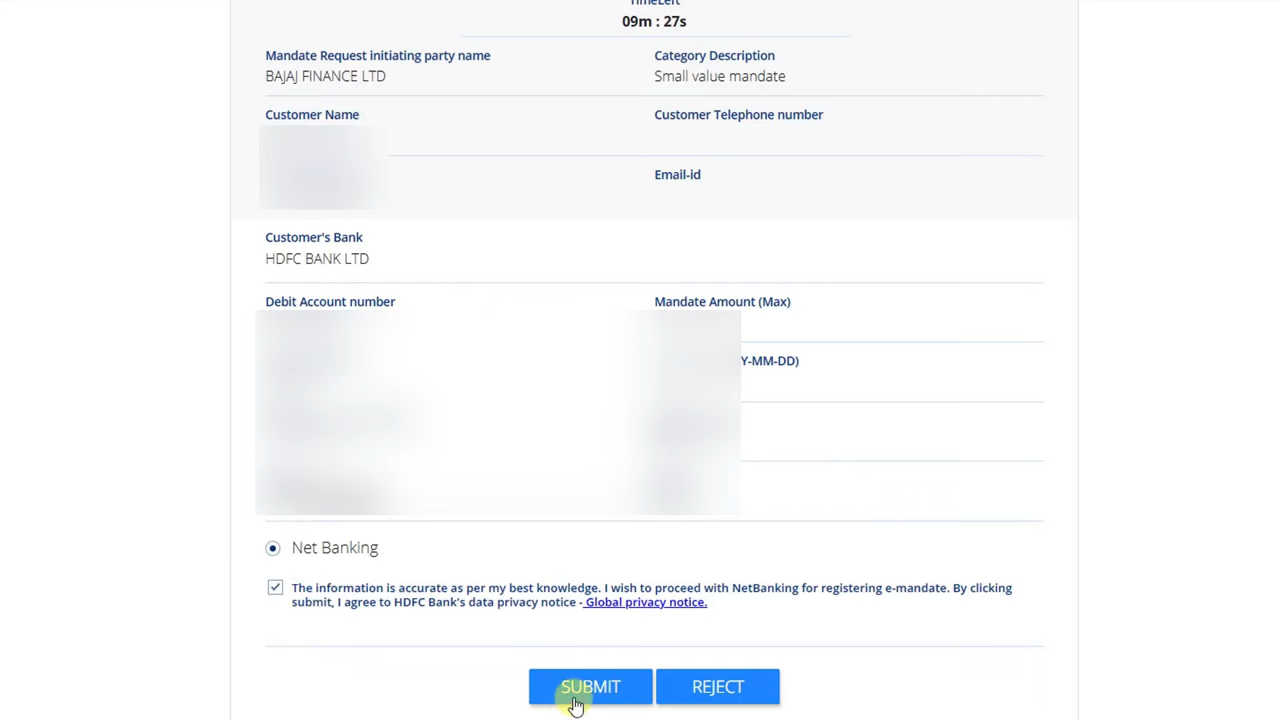 TimeLeft
09m : 27s
Mandate Request initiating party name
Category Description
BAJAJ FINANCE LTD
Small value mandate
Customer Name
Customer Telephone number
Email-id
Customer's Bank
HDFC BANK LTD
Debit Account number
Mandate Amount (Max)
Y-MM-DD)
Net Banking
The information is accurate as per my best knowledge. I wish to proceed with NetBanking for registering e-mandate. By clicking
submit, I agree to HDFC Bank's data privacy notice - Global privacy notice.
SUBMIT
REJECT